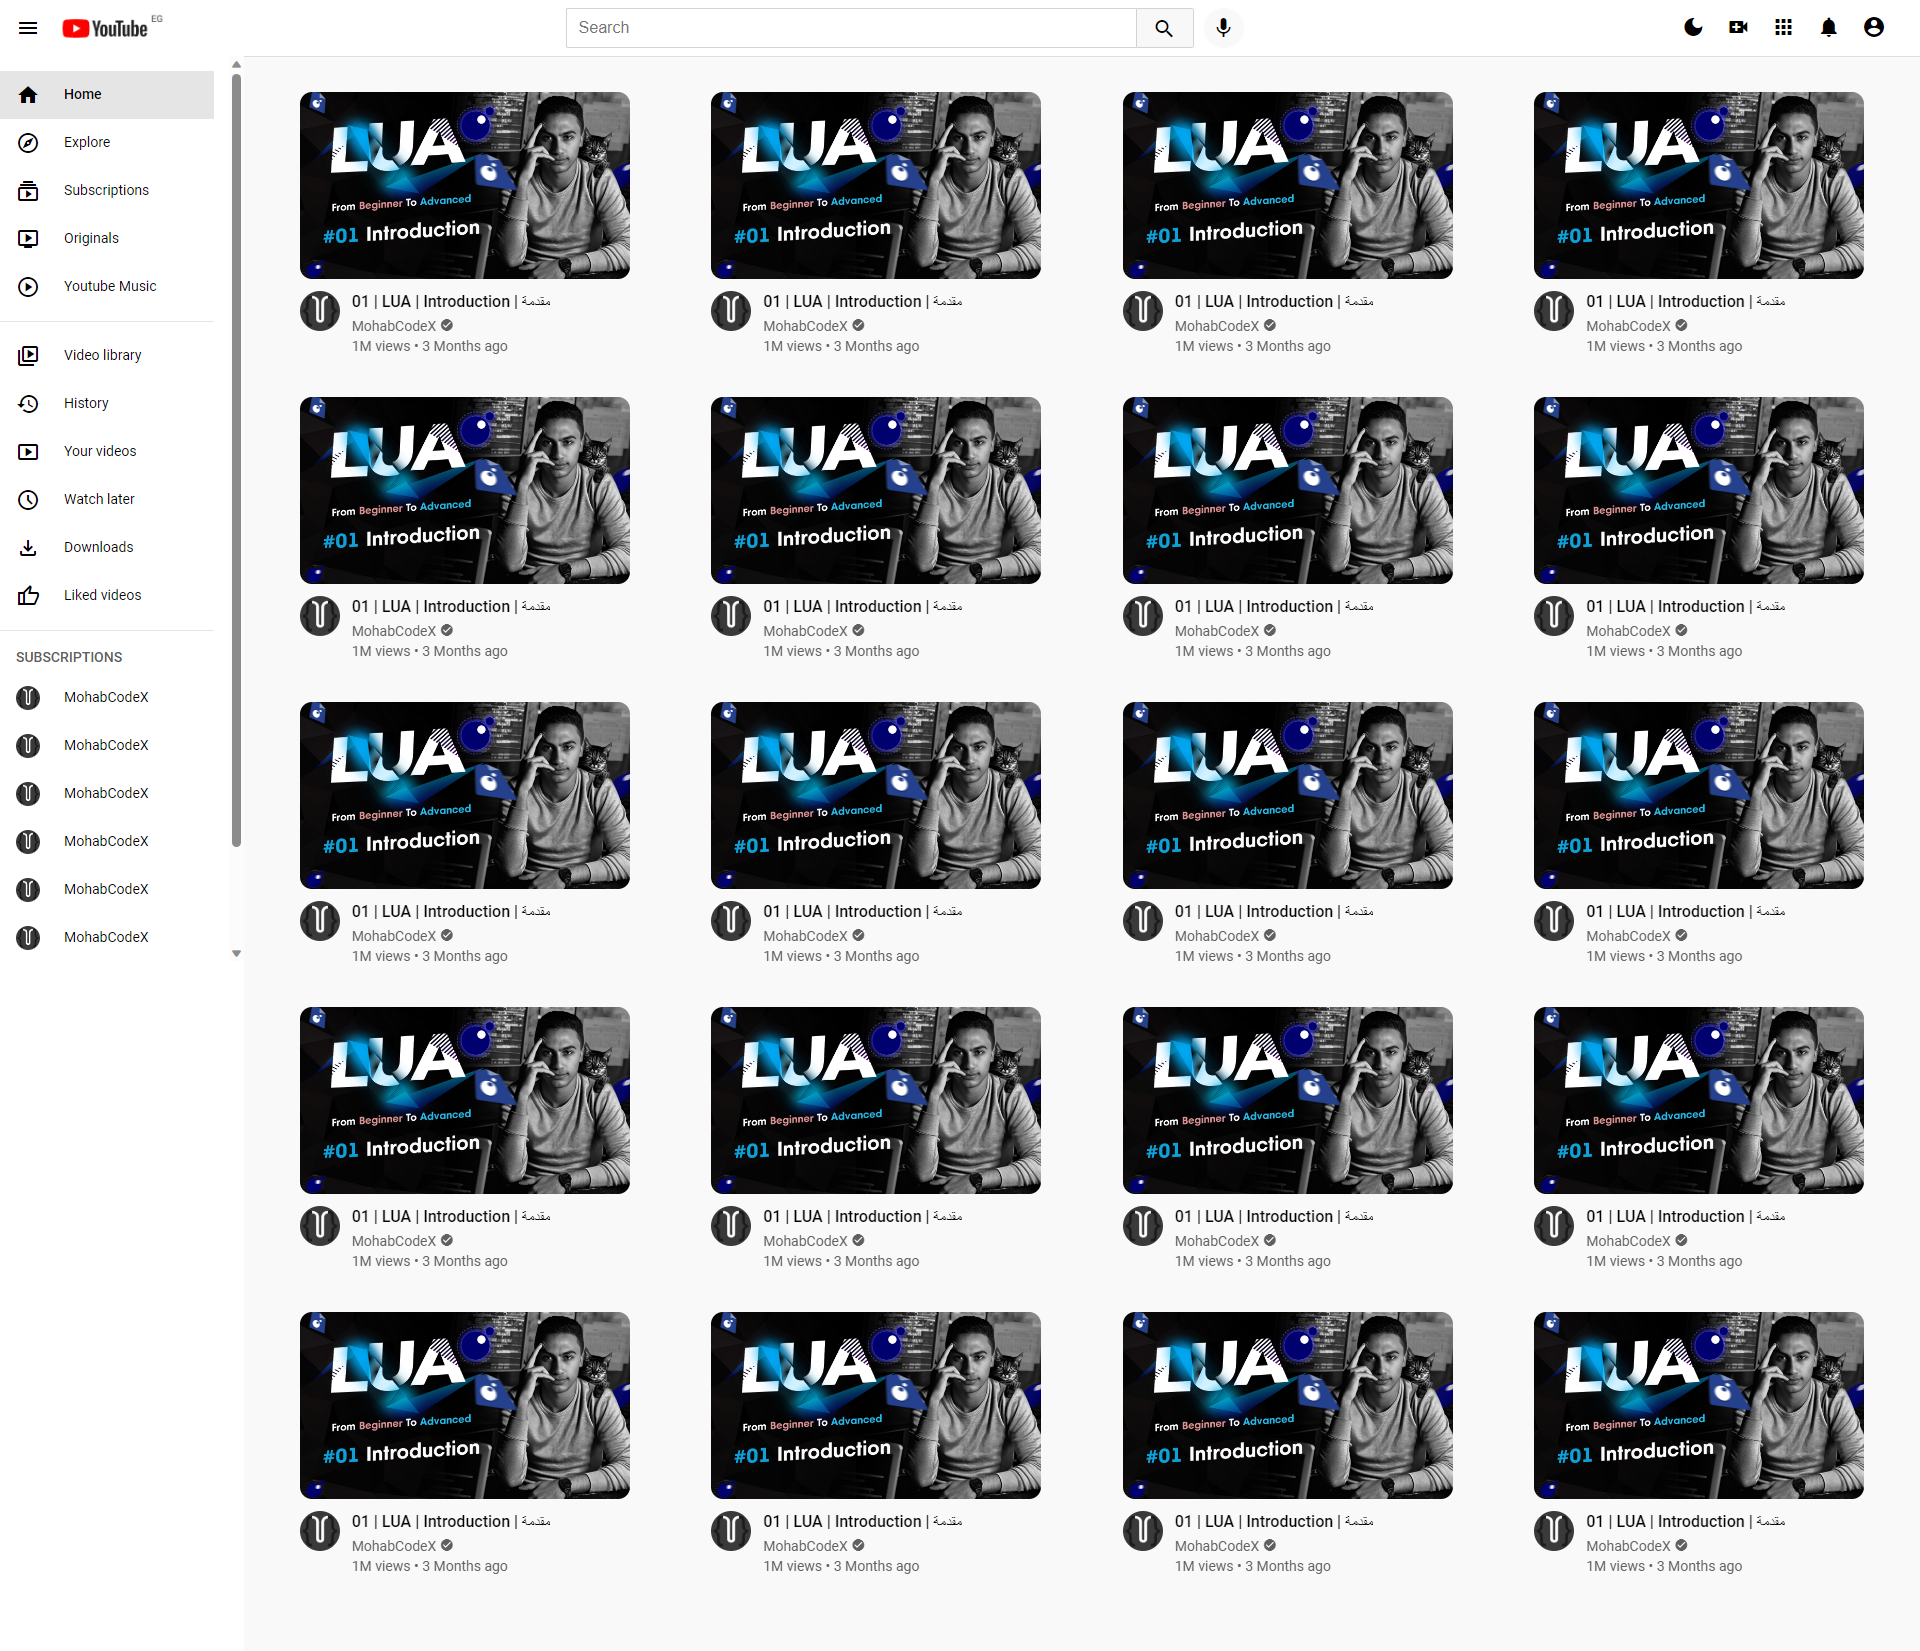 YouTube EG
Search
Home
Explore
Subscriptions
Originals
Youtube Music
Video library
History
Your videos
Watch later
Downloads
Liked videos
SUBSCRIPTIONS
MohabCodeX
MohabCodeX
MohabCodeX
MohabCodeX
MohabCodeX
MohabCodeX
LUA LUA LUA LUA
From Beginner To Advanced From Beginner To Advanced From Beginner To Advanced From Beginner To Advanced
#01 Introduction #01 Introduction #01 Introduction #01 Introduction
01 | LUA | Introduction | مقدمة 01 | LUA | Introduction | مقدمة 01 | LUA | Introduction | مقدمة 01 | LUA | Introduction | مقدمة
MohabCodeX MohabCodeX MohabCodeX MohabCodeX
1M views • 3 Months ago 1M views • 3 Months ago 1M views • 3 Months ago 1M views • 3 Months ago
LUA LUA LUA LUA
From Beginner To Advanced From Beginner To Advanced From Beginner To Advanced From Beginner To Advanced
#01 Introduction #01 Introduction #01 Introduction #01 Introduction
01 | LUA | Introduction | مقدمة 01 | LUA | Introduction | مقدمة 01 | LUA | Introduction | مقدمة 01 | LUA | Introduction | مقدمة
MohabCodeX MohabCodeX MohabCodeX MohabCodeX
1M views • 3 Months ago 1M views • 3 Months ago 1M views • 3 Months ago 1M views • 3 Months ago
LUA LUA LUA LUA
From Beginner To Advanced From Beginner To Advanced From Beginner To Advanced From Beginner To Advanced
#01 Introduction #01 Introduction #01 Introduction #01 Introduction
01 | LUA | Introduction | مقدمة 01 | LUA | Introduction | مقدمة 01 | LUA | Introduction | مقدمة 01 | LUA | Introduction | مقدمة
MohabCodeX MohabCodeX MohabCodeX MohabCodeX
1M views • 3 Months ago 1M views • 3 Months ago 1M views • 3 Months ago 1M views • 3 Months ago
LUA LUA LUA LUA
From Beginner To Advanced From Beginner To Advanced From Beginner To Advanced From Beginner To Advanced
#01 Introduction #01 Introduction #01 Introduction #01 Introduction
01 | LUA | Introduction | مقدمة 01 | LUA | Introduction | مقدمة 01 | LUA | Introduction | مقدمة 01 | LUA | Introduction | مقدمة
MohabCodeX MohabCodeX MohabCodeX MohabCodeX
1M views • 3 Months ago 1M views • 3 Months ago 1M views • 3 Months ago 1M views • 3 Months ago
LUA LUA LUA LUA
From Beginner To Advanced From Beginner To Advanced From Beginner To Advanced From Beginner To Advanced
#01 Introduction #01 Introduction #01 Introduction #01 Introduction
01 | LUA | Introduction | مقدمة 01 | LUA | Introduction | مقدمة 01 | LUA | Introduction | مقدمة 01 | LUA | Introduction | مقدمة
MohabCodeX MohabCodeX MohabCodeX MohabCodeX
1M views • 3 Months ago 1M views • 3 Months ago 1M views • 3 Months ago 1M views • 3 Months ago